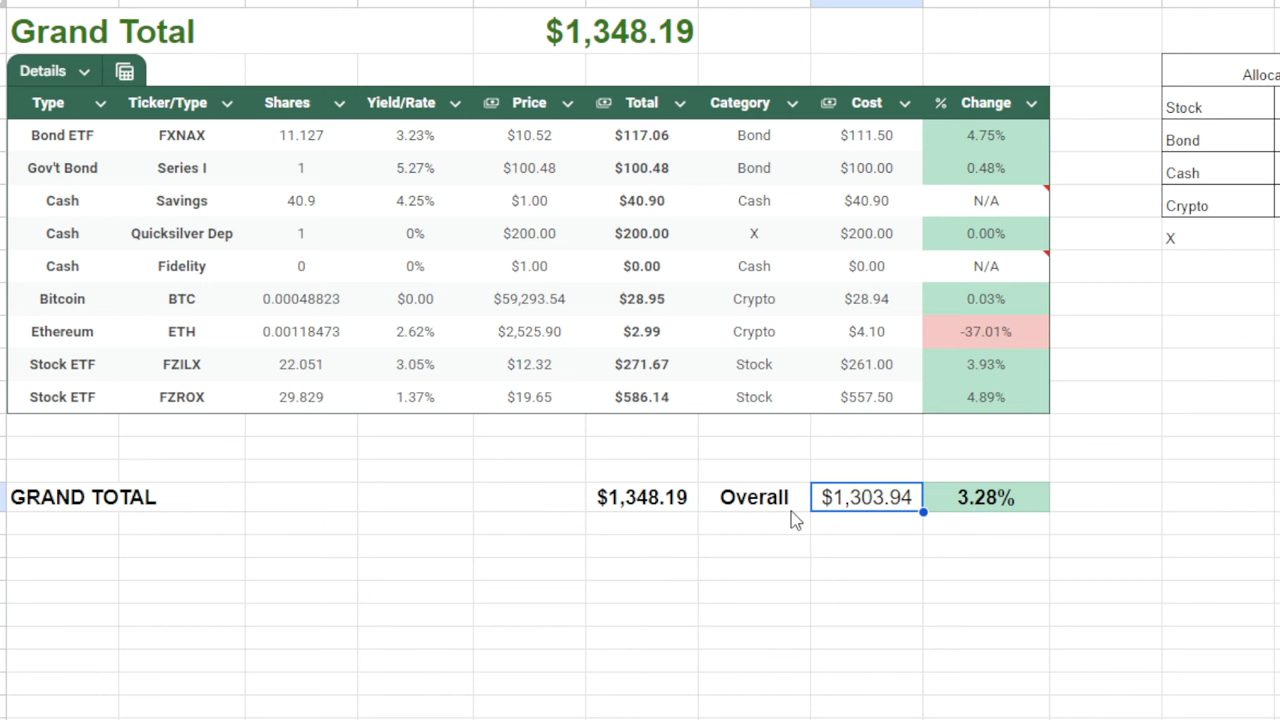 Grand Total $1,348.19
Details
Type Ticker/Type Shares Yield/Rate Price Total Category Cost % Change
Bond ETF FXNAX 11.127 3.23% $10.52 $117.06 Bond $111.50 4.75%
Gov't Bond Series I 1 5.27% $100.48 $100.48 Bond $100.00 0.48%
Cash Savings 40.9 4.25% $1.00 $40.90 Cash $40.90 N/A
Cash Quicksilver Dep 1 0% $200.00 $200.00 X $200.00 0.00%
Cash Fidelity 0 0% $1.00 $0.00 Cash $0.00 N/A
Bitcoin BTC 0.00048823 $0.00 $59,293.54 $28.95 Crypto $28.94 0.03%
Ethereum ETH 0.00118473 2.62% $2,525.90 $2.99 Crypto $4.10 -37.01%
Stock ETF FZILX 22.051 3.05% $12.32 $271.67 Stock $261.00 3.93%
Stock ETF FZROX 29.829 1.37% $19.65 $586.14 Stock $557.50 4.89%
GRAND TOTAL $1,348.19 Overall $1,303.94 3.28%
Alloca
Stock
Bond
Cash
Crypto
X